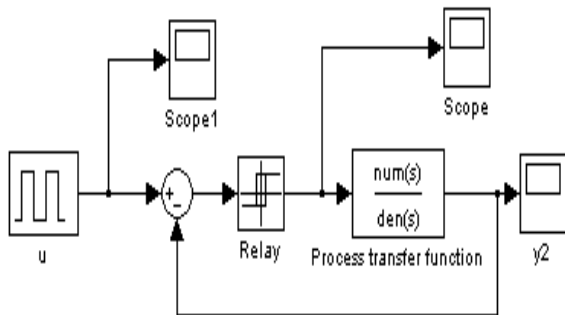 Scope1
Scope
+
−
num(s)
den(s)
u
Relay
Process transfer function
y2